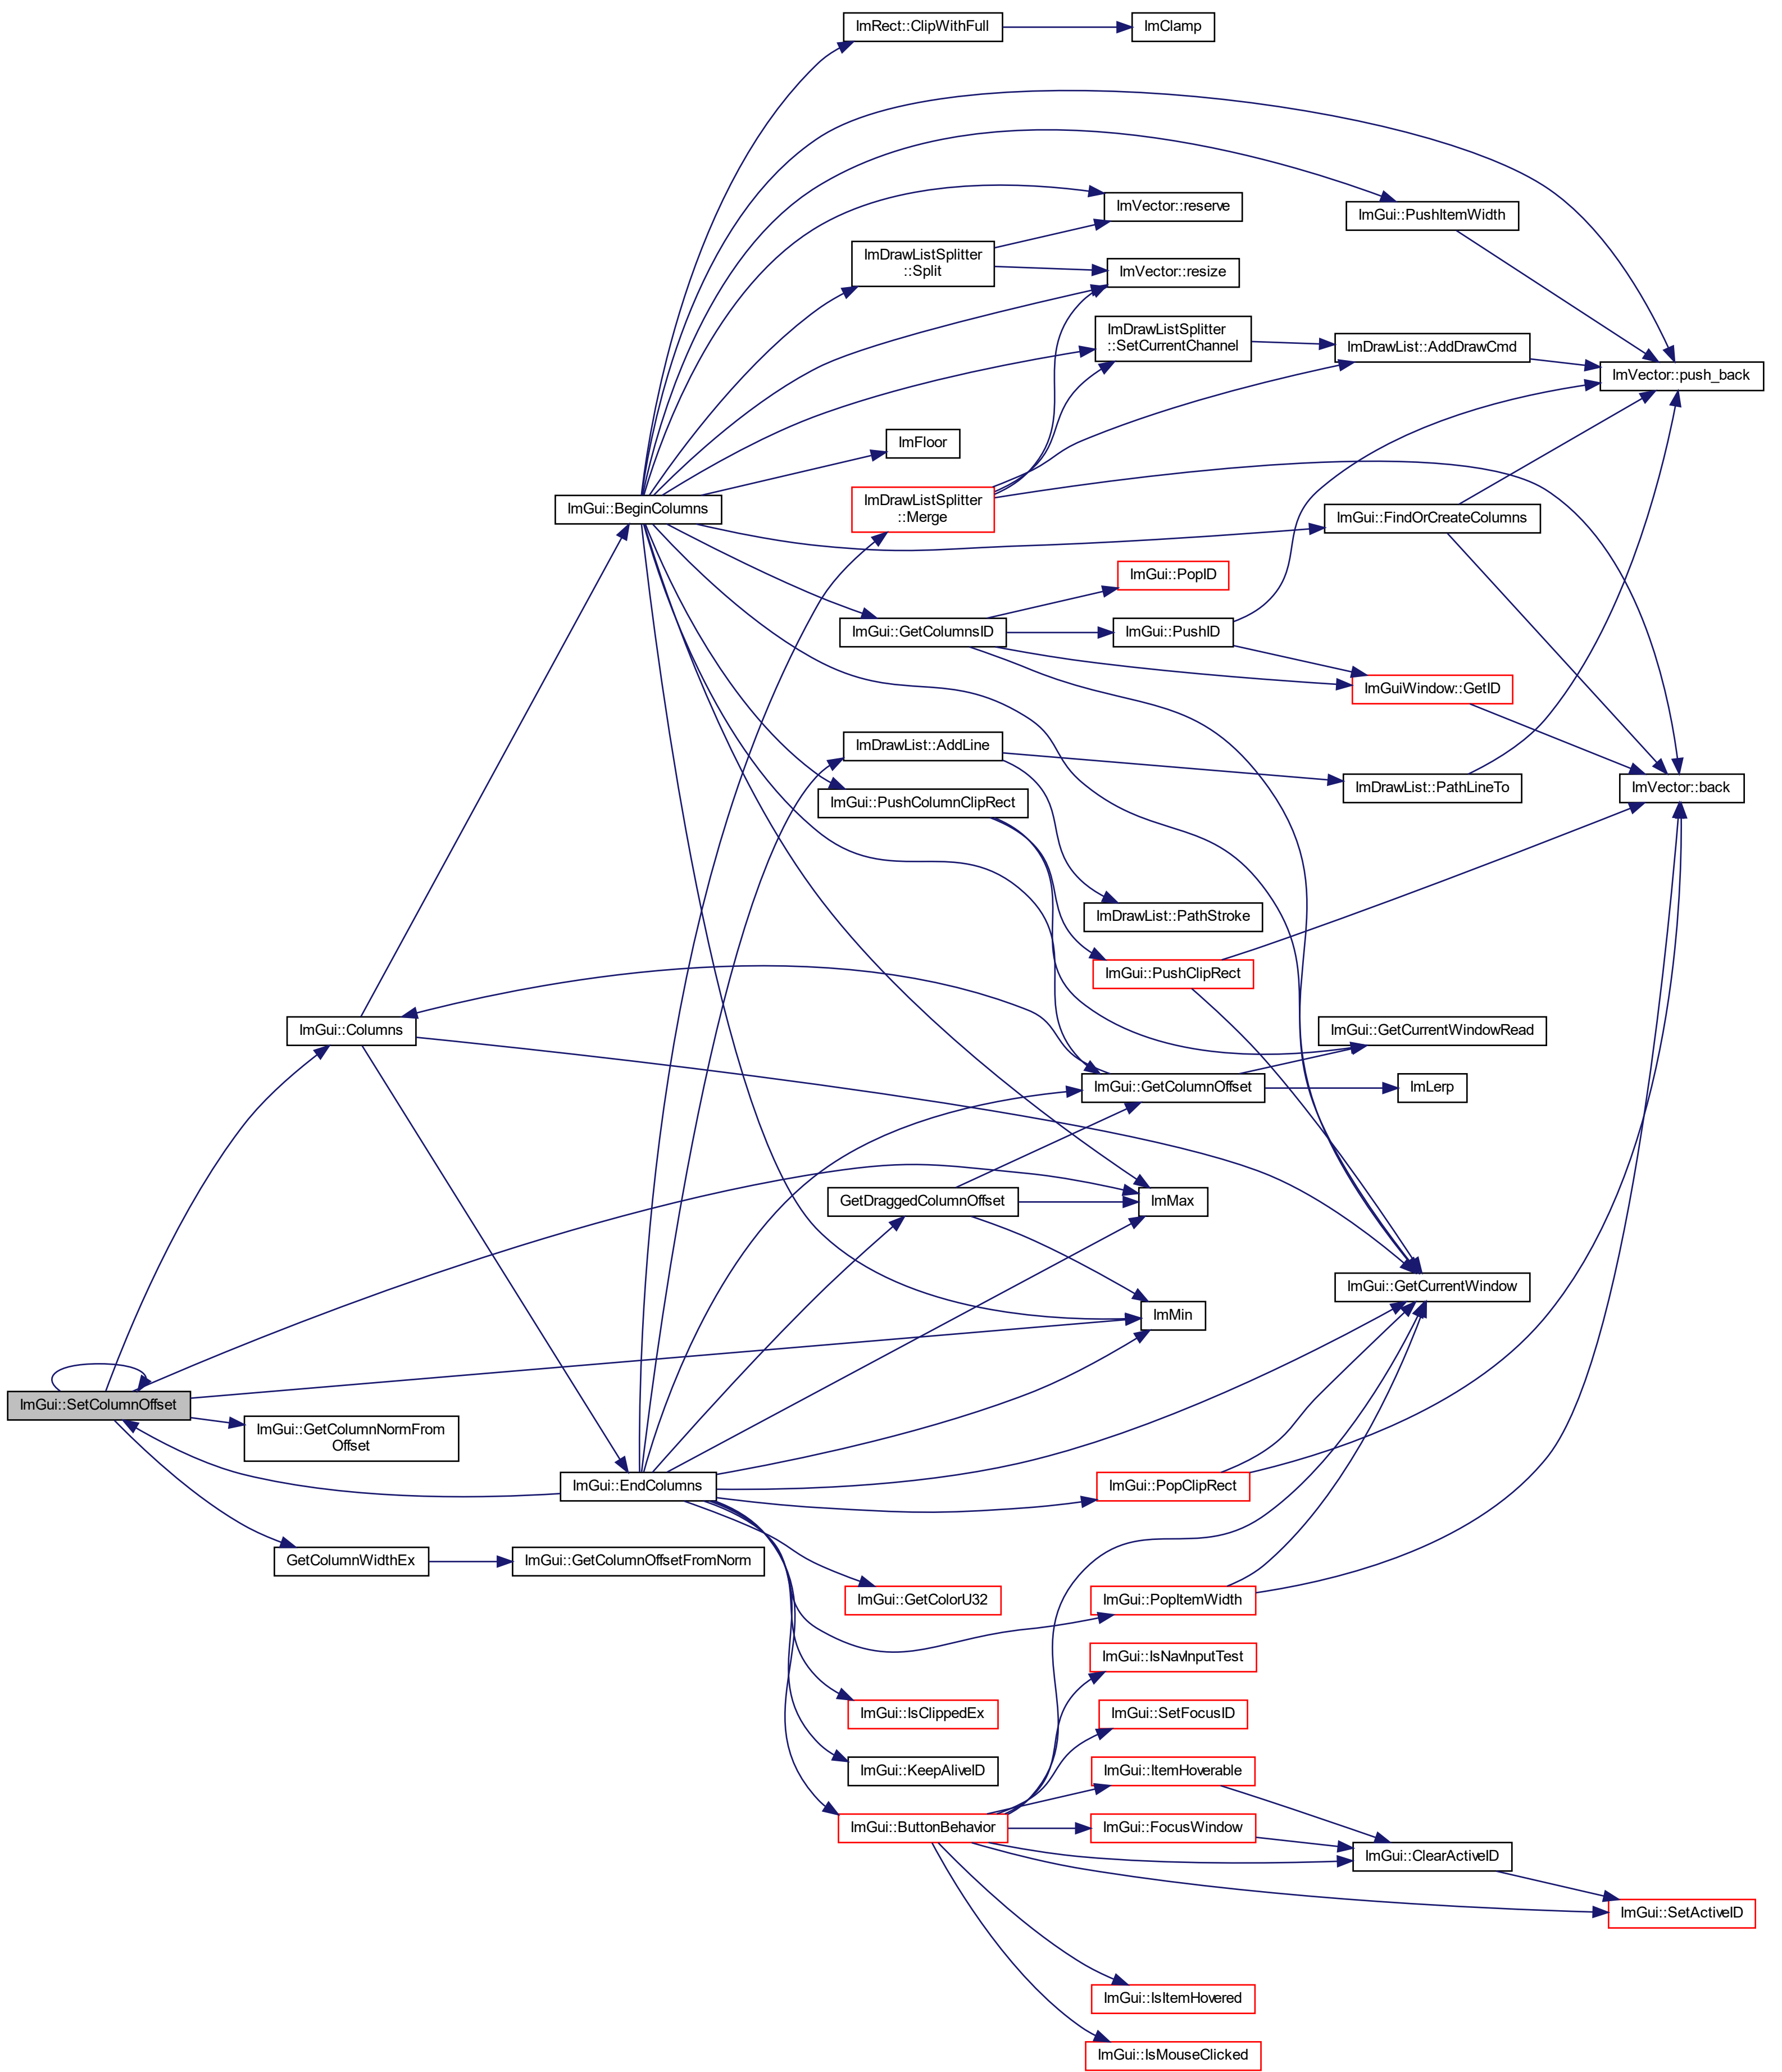 ImRect::ClipWithFull
ImClamp
ImVector::reserve
ImGui::PushItemWidth
ImDrawListSplitter
::Split
ImVector::resize
ImDrawListSplitter
::SetCurrentChannel
ImDrawList::AddDrawCmd
ImVector::push_back
ImFloor
ImGui::BeginColumns
ImDrawListSplitter
::Merge
ImGui::FindOrCreateColumns
ImGui::PopID
ImGui::GetColumnsID
ImGui::PushID
ImGuiWindow::GetID
ImDrawList::AddLine
ImGui::PushColumnClipRect
ImDrawList::PathLineTo
ImVector::back
ImDrawList::PathStroke
ImGui::PushClipRect
ImGui::Columns
ImGui::GetCurrentWindowRead
ImGui::GetColumnOffset
ImLerp
GetDraggedColumnOffset
ImMax
ImGui::GetCurrentWindow
ImMin
ImGui::SetColumnOffset
ImGui::GetColumnNormFrom
Offset
ImGui::EndColumns
ImGui::PopClipRect
GetColumnWidthEx
ImGui::GetColumnOffsetFromNorm
ImGui::GetColorU32
ImGui::PopItemWidth
ImGui::IsNavInputTest
ImGui::IsClippedEx
ImGui::SetFocusID
ImGui::KeepAliveID
ImGui::ItemHoverable
ImGui::ButtonBehavior
ImGui::FocusWindow
ImGui::ClearActiveID
ImGui::SetActiveID
ImGui::IsItemHovered
ImGui::IsMouseClicked